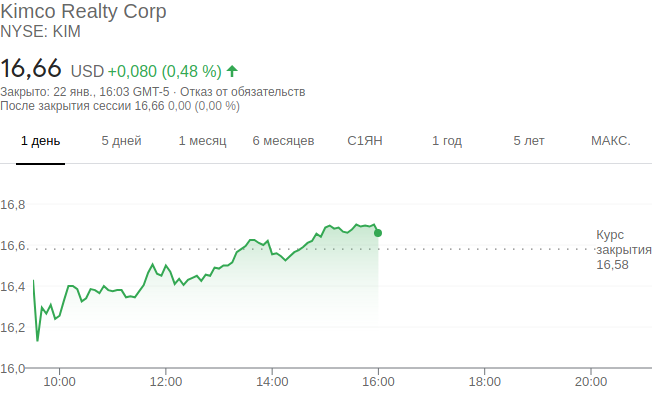 Kimco Realty Corp
NYSE: KIM
16,66 USD +0,080 (0,48 %)
Закрыто: 22 янв., 16:03 GMT-5 · Отказ от обязательств
После закрытия сессии 16,66 0,00 (0,00 %)
1 день 5 дней 1 месяц 6 месяцев С1ЯН 1 год 5 лет МАКС.
16,8
16,6
16,4
16,2
16,0
Курс
закрытия
16,58
10:00 12:00 14:00 16:00 18:00 20:00